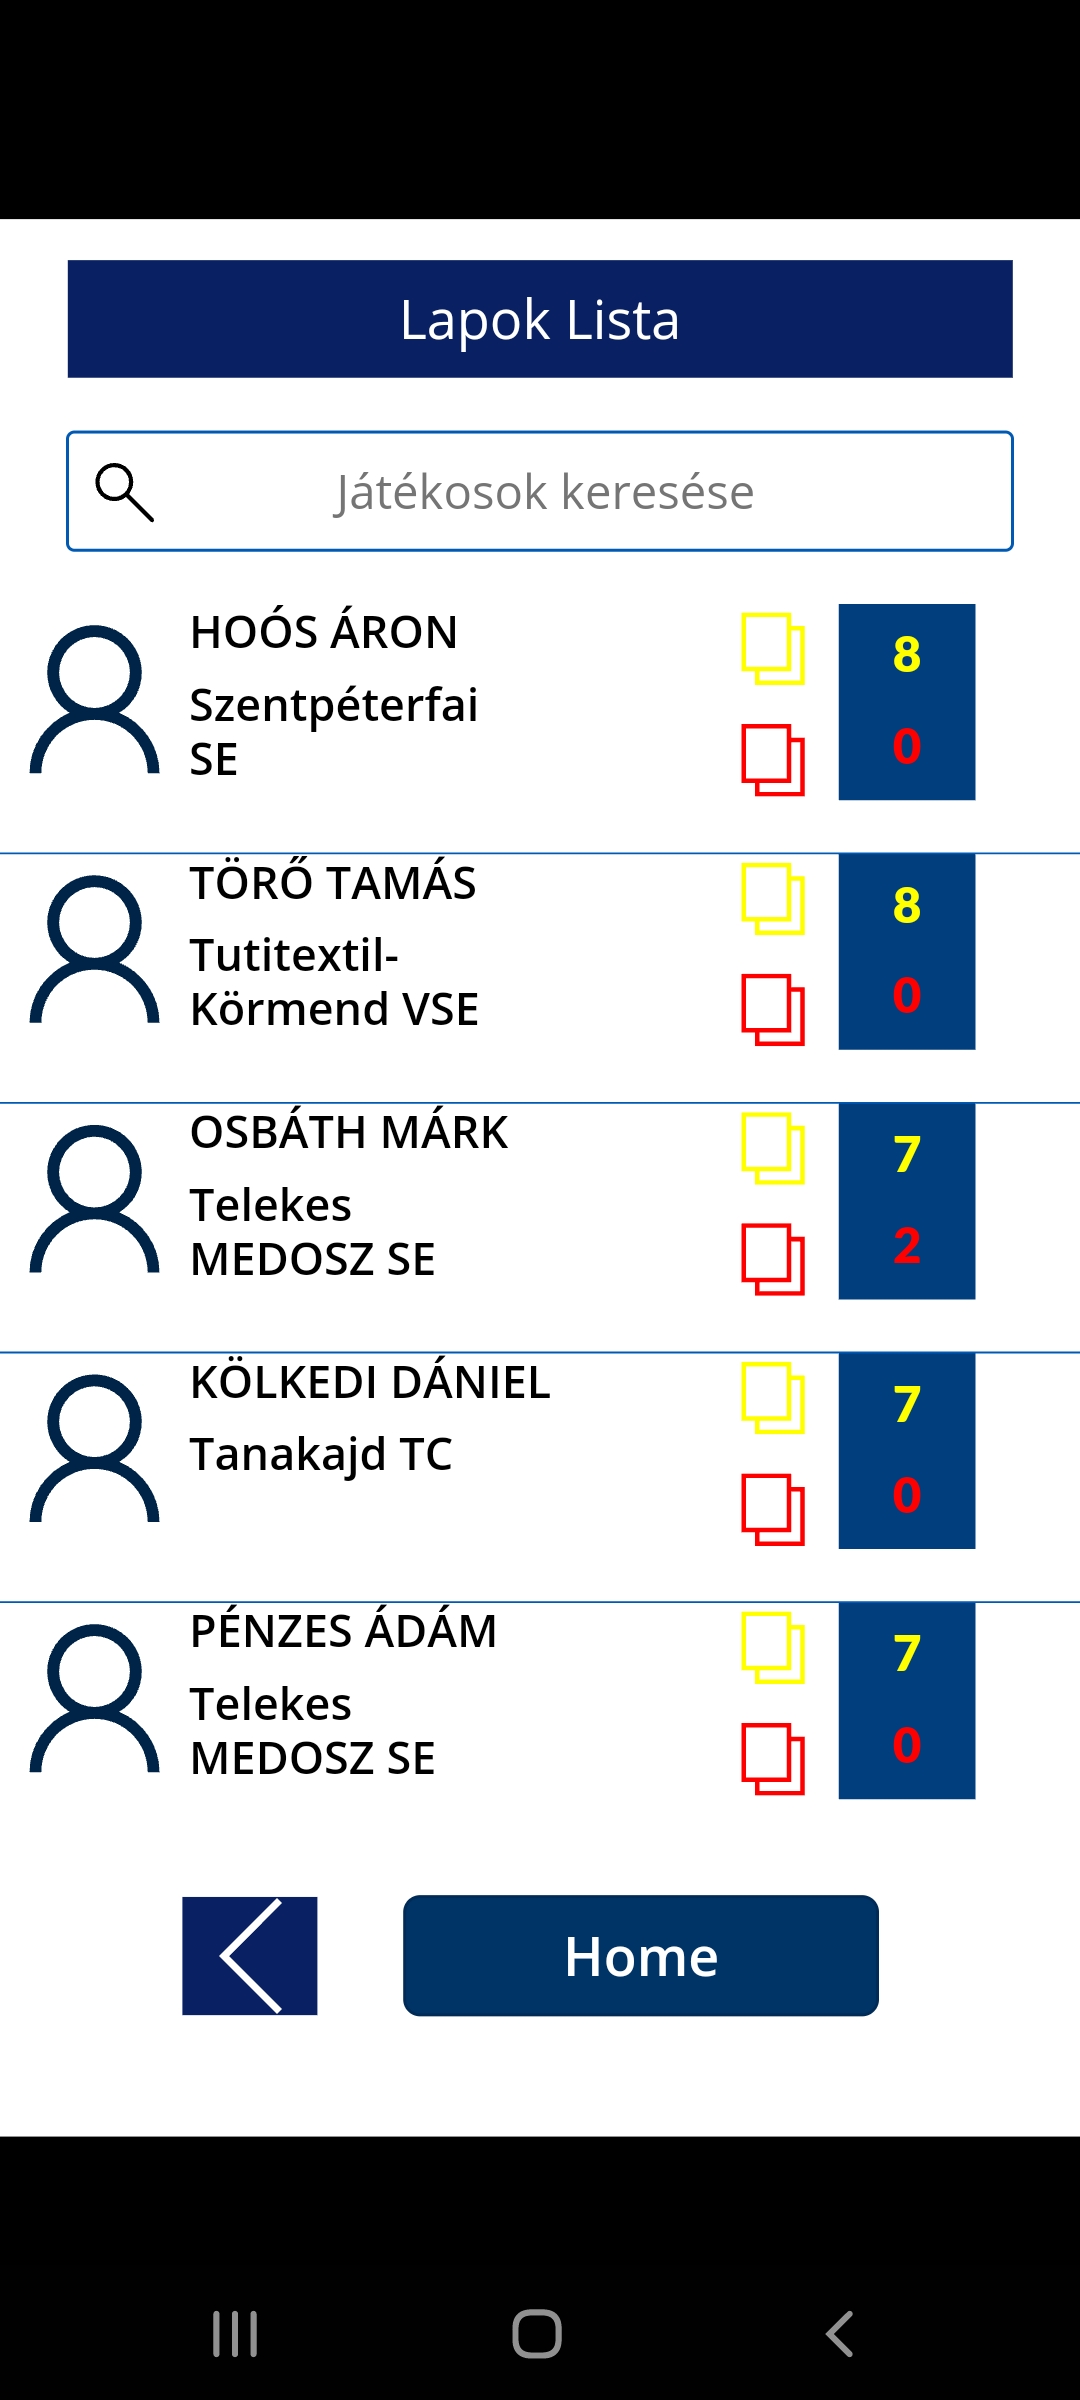 Lapok Lista
Játékosok keresése
HOÓS ÁRON
Szentpéterfai
SE
8
0
TÖRŐ TAMÁS
Tutitextil-
Körmend VSE
8
0
OSBÁTH MÁRK
Telekes
MEDOSZ SE
7
2
KÖLKEDI DÁNIEL
Tanakajd TC
7
0
PÉNZES ÁDÁM
Telekes
MEDOSZ SE
7
0
Home